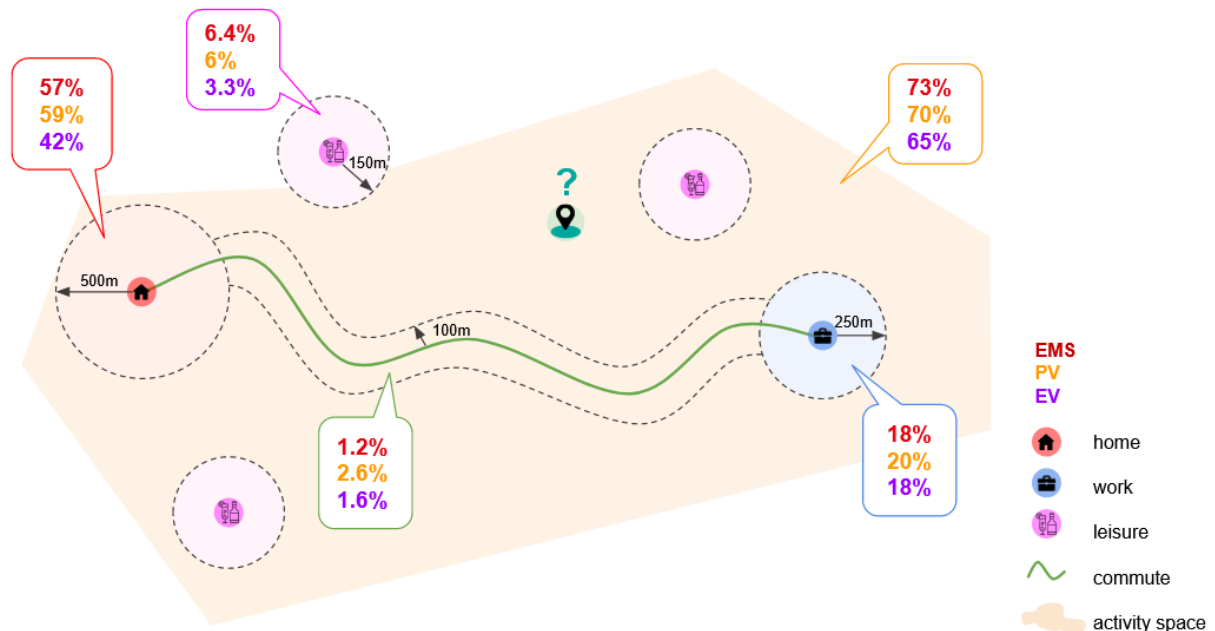 6.4%
6%
3.3%
57%
59%
42%
73%
70%
65%
150m
?
500m
100m
250m
1.2%
2.6%
1.6%
18%
20%
18%
EMS
PV
EV
home
work
leisure
commute
activity space